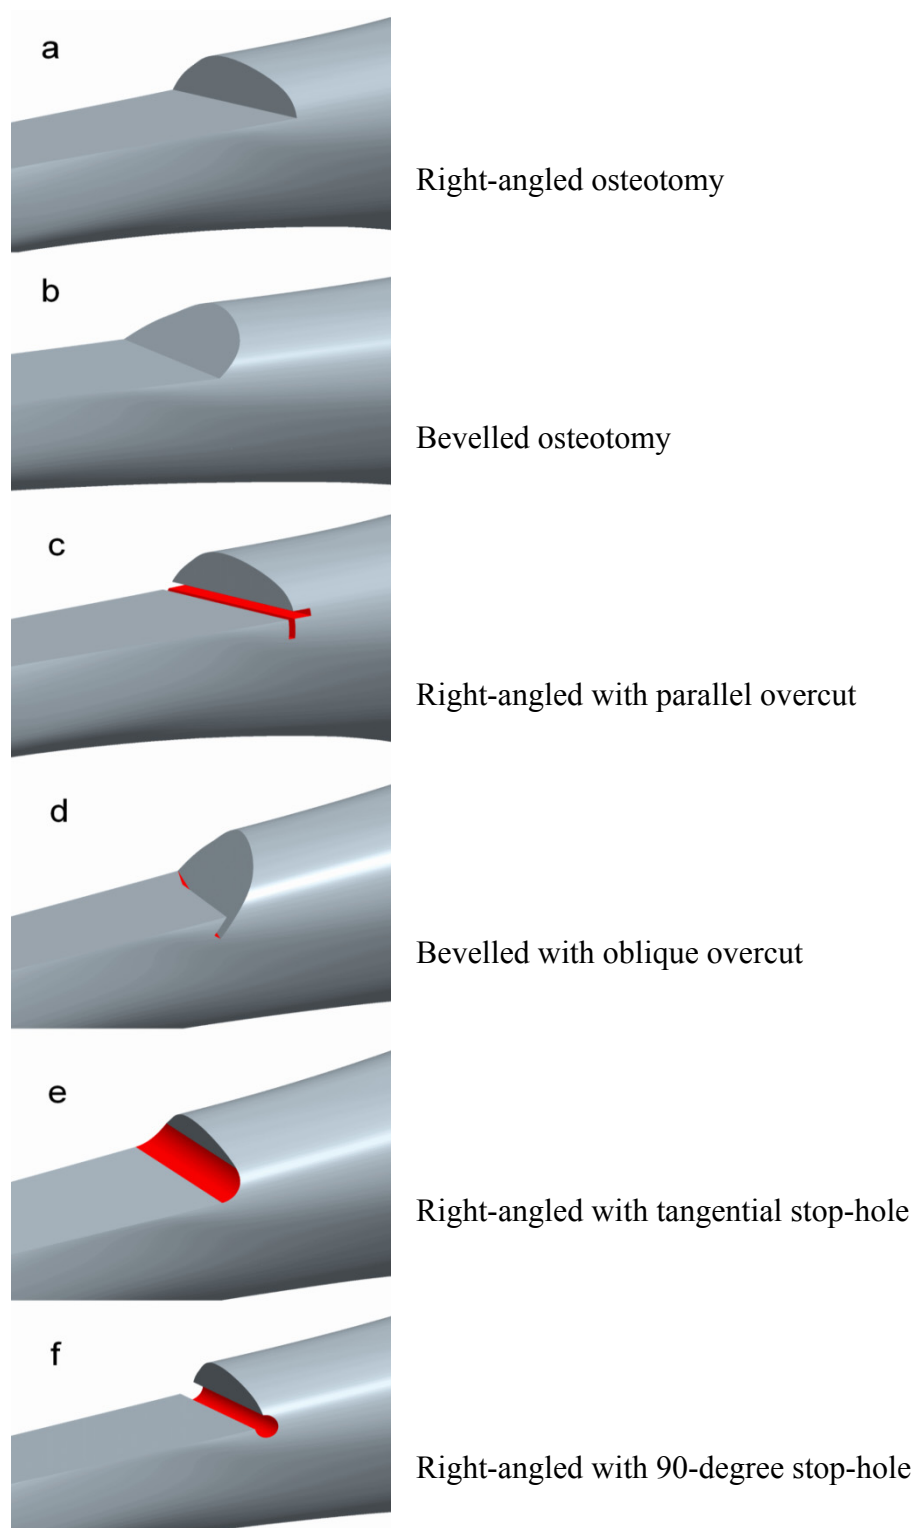 a
Right-angled osteotomy
b
Bevelled osteotomy
c
Right-angled with parallel overcut
d
Bevelled with oblique overcut
e
Right-angled with tangential stop-hole
f
Right-angled with 90-degree stop-hole